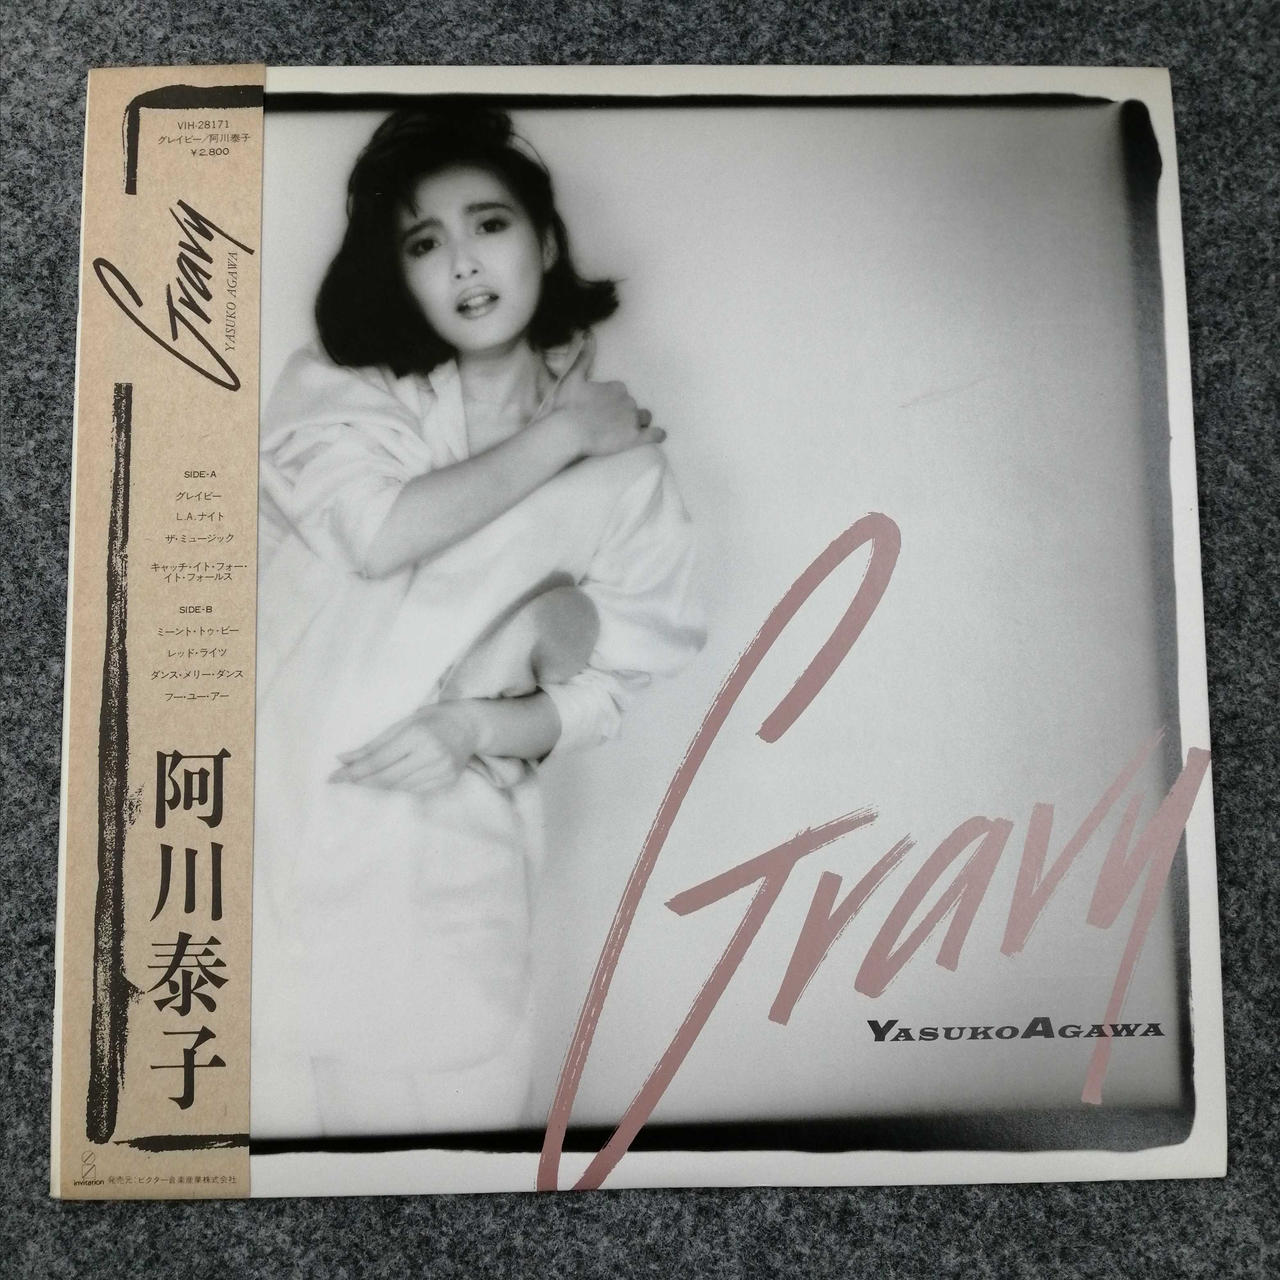 VIH-28171
グレイビー／阿川泰子
￥2,800
Gravy
YASUKO AGAWA
SIDE-A
グレイビー
L.A.ナイト
ザ・ミュージック
キャッチ・イト・フォー・
イト・フォールス
SIDE-B
ミーント・トゥ・ビー
レッド・ライツ
ダンス・メリー・ダンス
フー・ユー・アー
阿川泰子
invitation 発売元：ビクター音楽産業株式会社
Gravy
YASUKO AGAWA